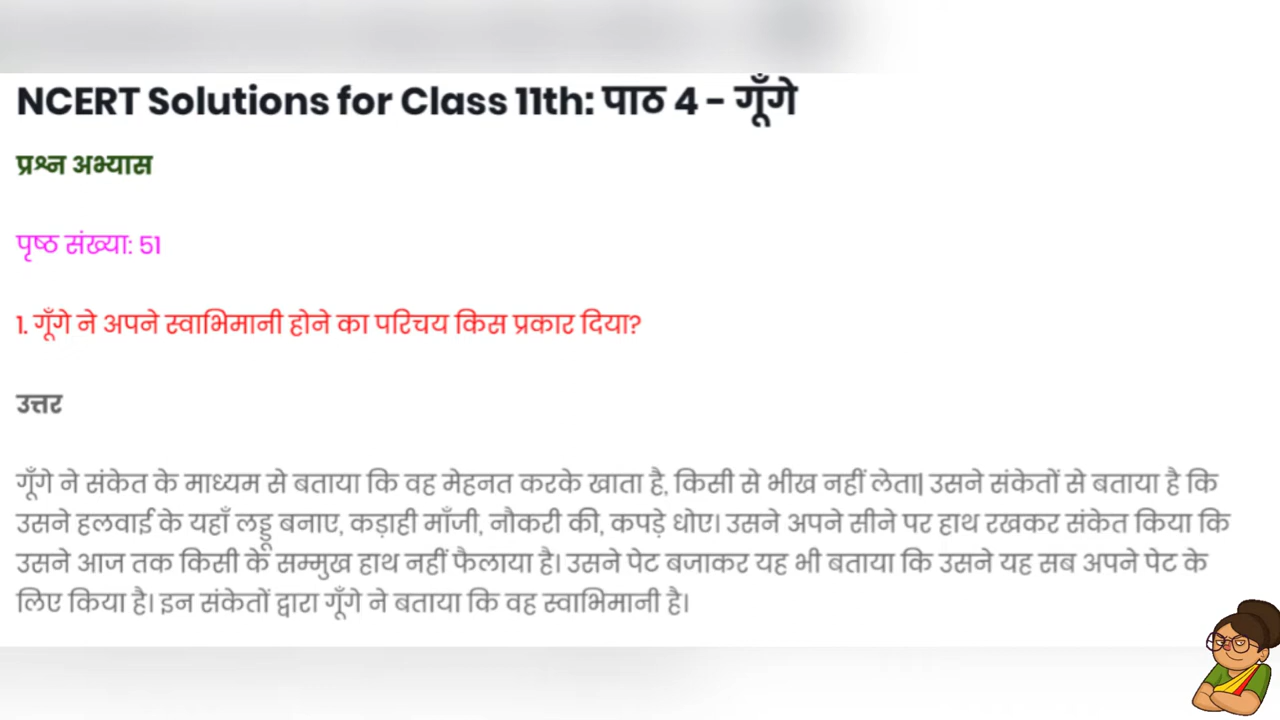 NCERT Solutions for Class 11th: पाठ 4 - गूँगे
प्रश्न अभ्यास
पृष्ठ संख्या: 51
1. गूँगे ने अपने स्वाभिमानी होने का परिचय किस प्रकार दिया?
उत्तर
गूँगे ने संकेत के माध्यम से बताया कि वह मेहनत करके खाता है, किसी से भीख नहीं लेता| उसने संकेतों से बताया है कि
उसने हलवाई के यहाँ लड्डू बनाए, कड़ाही माँजी, नौकरी की, कपड़े धोए। उसने अपने सीने पर हाथ रखकर संकेत किया कि
उसने आज तक किसी के सम्मुख हाथ नहीं फैलाया है। उसने पेट बजाकर यह भी बताया कि उसने यह सब अपने पेट के
लिए किया है। इन संकेतों द्वारा गूँगे ने बताया कि वह स्वाभिमानी है।